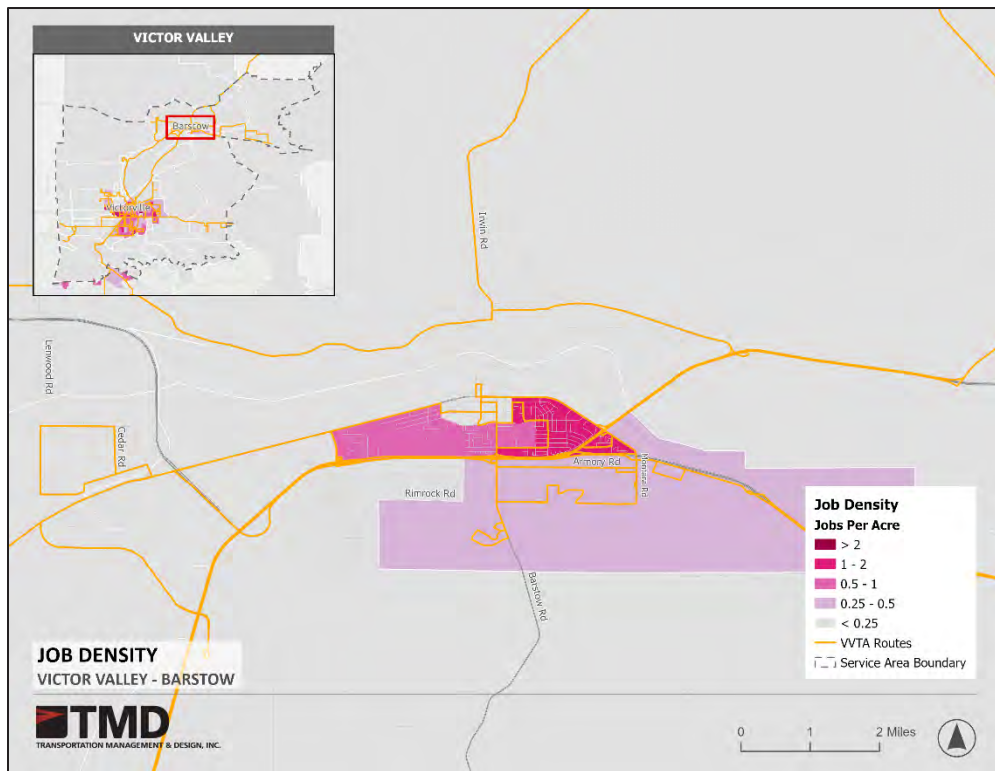 VICTOR VALLEY
Barstow
Victorville
Irwin Rd
Lenwood Rd
Cedar Rd
Armory Rd
Montara Rd
Rimrock Rd
Barstow Rd
Job Density
Jobs Per Acre
> 2
1 - 2
0.5 - 1
0.25 - 0.5
< 0.25
VVTA Routes
Service Area Boundary
JOB DENSITY
VICTOR VALLEY - BARSTOW
TMD
TRANSPORTATION MANAGEMENT & DESIGN, INC.
0 1 2 Miles